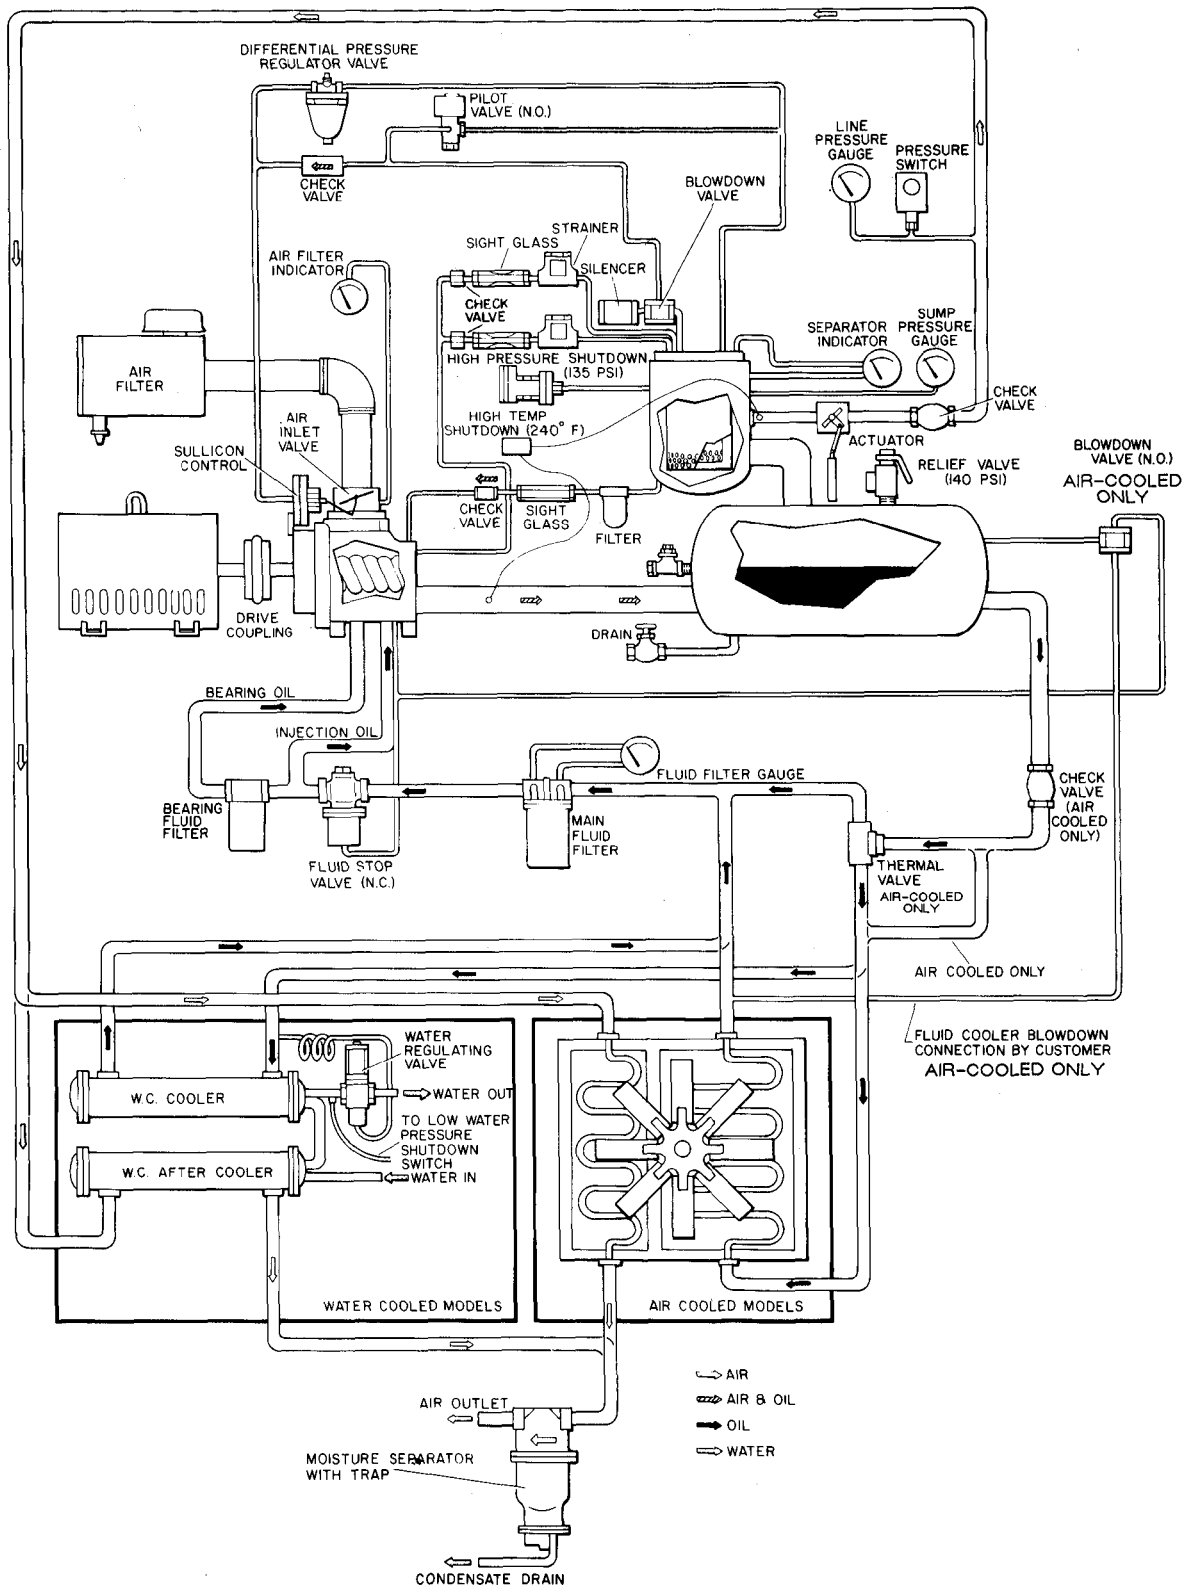 DIFFERENTIAL PRESSURE
REGULATOR VALVE
PILOT
VALVE (N.O.)
LINE
PRESSURE
GAUGE
PRESSURE
SWITCH
CHECK
VALVE
BLOWDOWN
VALVE
STRAINER
SIGHT GLASS
SILENCER
AIR FILTER
INDICATOR
CHECK
VALVE
SEPARATOR
INDICATOR
SUMP
PRESSURE
GAUGE
HIGH PRESSURE SHUTDOWN
(135 PSI)
AIR
FILTER
CHECK
VALVE
AIR
INLET
VALVE
HIGH TEMP
SHUTDOWN (240° F)
ACTUATOR
SULLICON
CONTROL
BLOWDOWN
VALVE (N.O.)
AIR-COOLED
ONLY
RELIEF VALVE
(140 PSI)
CHECK
VALVE
SIGHT
GLASS
FILTER
DRIVE
COUPLING
DRAIN
BEARING OIL
INJECTION OIL
FLUID FILTER GAUGE
CHECK
VALVE
(AIR
COOLED
ONLY)
BEARING
FLUID
FILTER
MAIN
FLUID
FILTER
FLUID STOP
VALVE (N.C.)
THERMAL
VALVE
AIR-COOLED
ONLY
AIR COOLED ONLY
FLUID COOLER BLOWDOWN
CONNECTION BY CUSTOMER
AIR-COOLED ONLY
WATER
REGULATING
VALVE
W.C. COOLER
WATER OUT
TO LOW WATER
PRESSURE
SHUTDOWN
SWITCH
W.C. AFTER COOLER
WATER IN
WATER COOLED MODELS
AIR COOLED MODELS
AIR
AIR & OIL
OIL
WATER
AIR OUTLET
MOISTURE SEPARATOR
WITH TRAP
CONDENSATE DRAIN